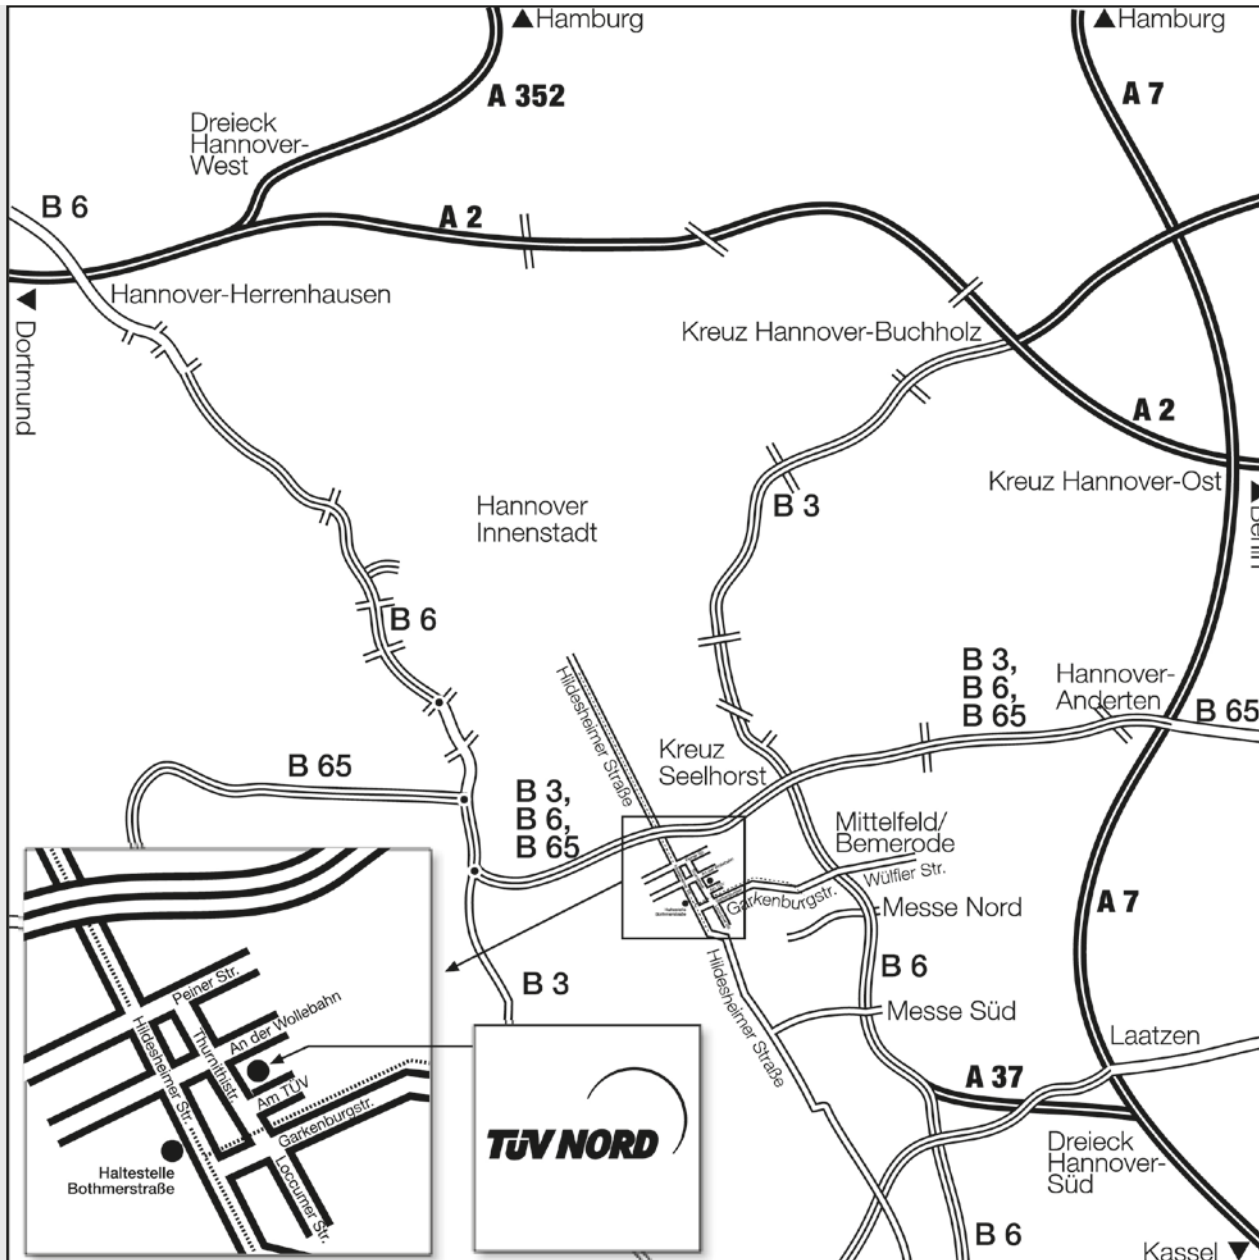 Hamburg
Hamburg
A 352
A 7
Dreieck
Hannover-
West
B 6
A 2
Hannover-Herrenhausen
Dortmund
Kreuz Hannover-Buchholz
A 2
Kreuz Hannover-Ost
Berlin
Hannover
Innenstadt
B 3
B 6
Hildesheimer Straße
B 3,
B 6,
B 65
Hannover-
Anderten
B 65
Kreuz
Seelhorst
B 65
B 3,
B 6,
B 65
Mittelfeld/
Bemerode
Wülfler Str.
Garkenburgstr.
Haltestelle
Bothmerstraße
Messe Nord
A 7
B 6
B 3
Hildesheimer Straße
Messe Süd
Laatzen
A 37
Dreieck
Hannover-
Süd
B 6
Kassel
Peiner Str.
An der Wollebahn
Hildesheimer Str.
Thurnithistr.
Am TÜV
Garkenburgstr.
Loccumer Str.
Haltestelle
Bothmerstraße
TÜV NORD